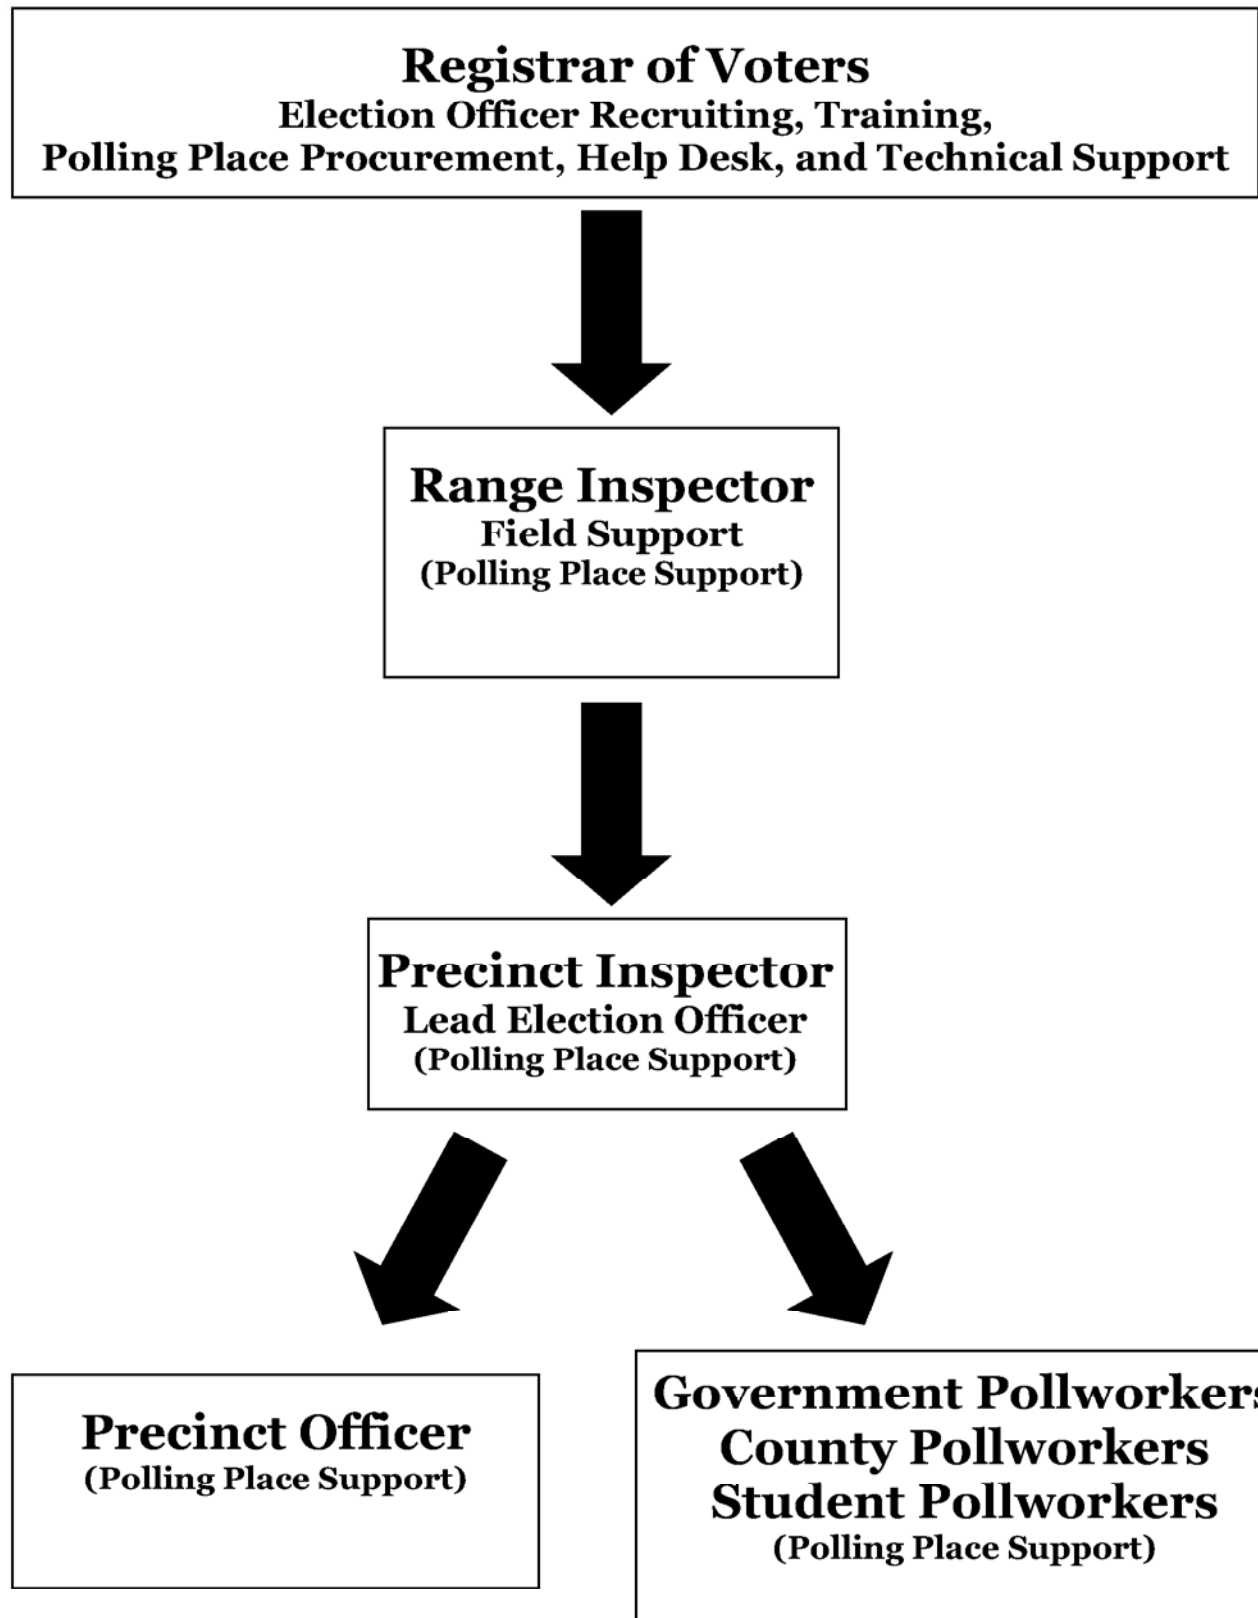 Registrar of Voters
Election Officer Recruiting, Training,
Polling Place Procurement, Help Desk, and Technical Support
Range Inspector
Field Support
(Polling Place Support)
Precinct Inspector
Lead Election Officer
(Polling Place Support)
Precinct Officer
(Polling Place Support)
Government Pollworkers
County Pollworkers
Student Pollworkers
(Polling Place Support)